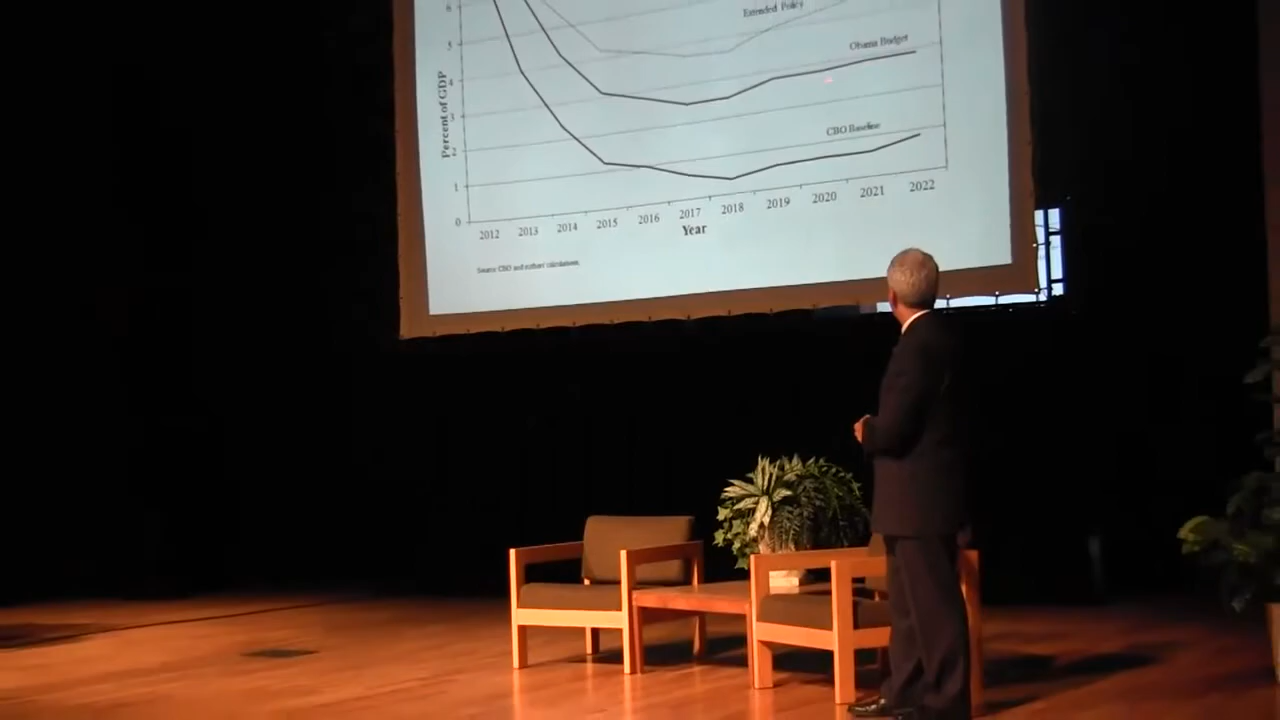 6
Extended Policy
5
Obama Budget
4
Percent of GDP
3
CBO Baseline
2
1
0
2012 2013 2014 2015 2016 2017 2018 2019 2020 2021 2022
Year
Source: CBO and authors' calculations.